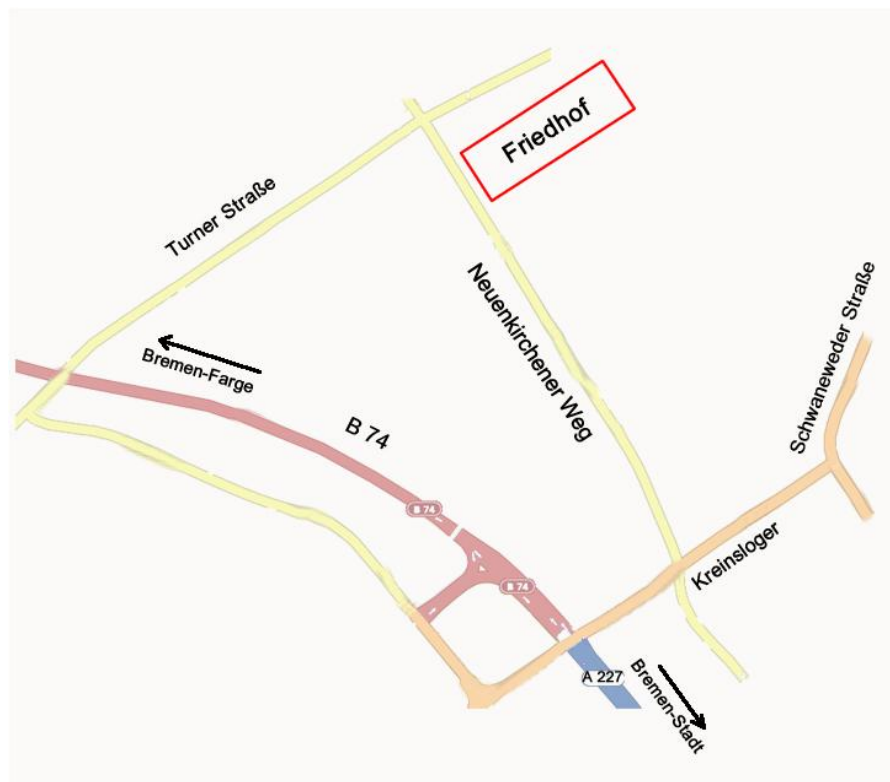 Friedhof
Turner Straße
Neuenkirchener Weg
Schwaneweder Straße
Bremen-Farge
B 74
B 74
B 74
Kreinsloger
A 227
Bremen-Stadt